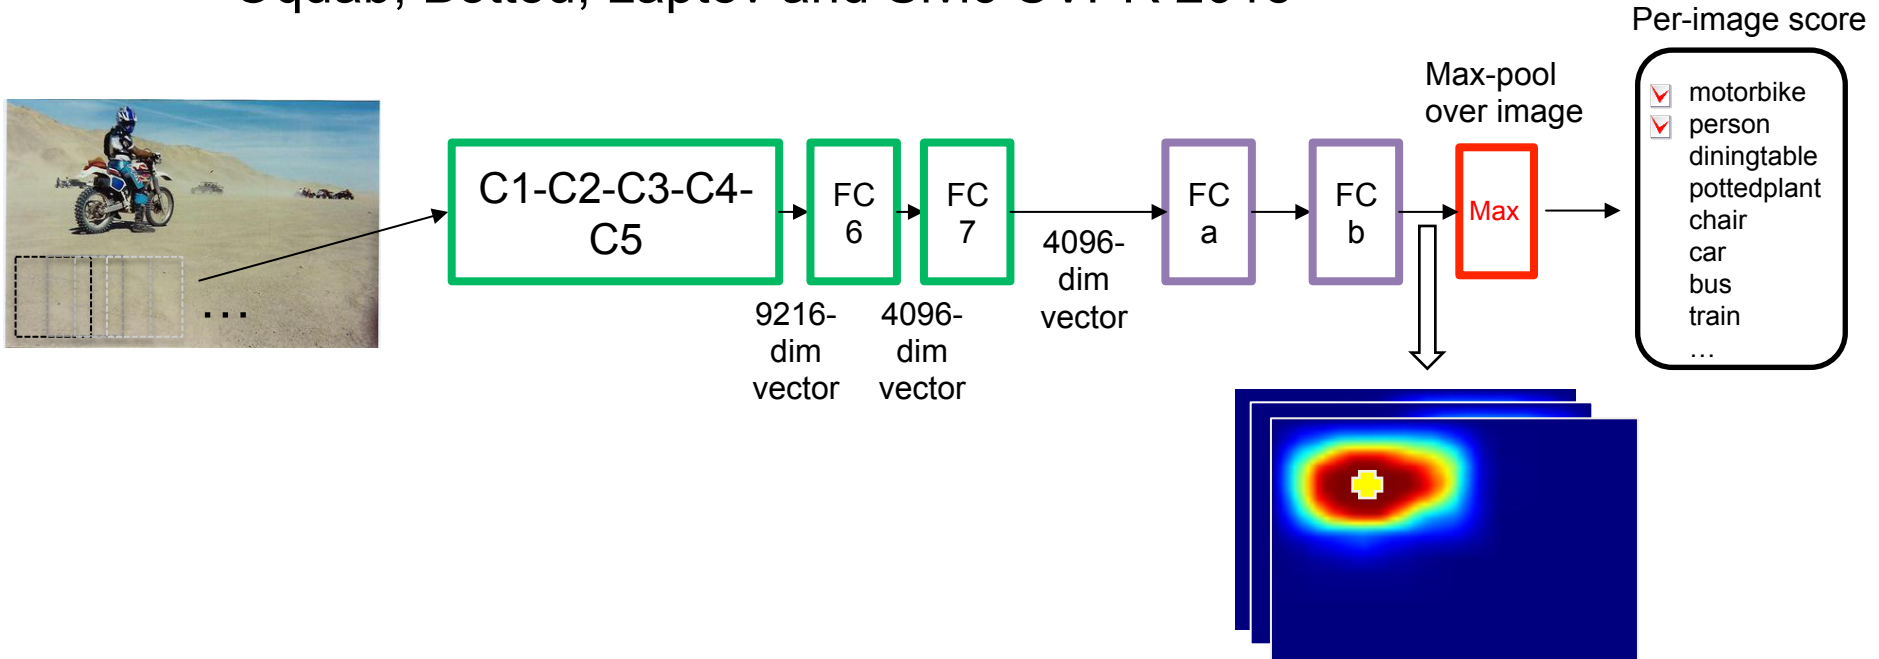 Per-image score
Max-pool
over image
motorbike
person
diningtable
pottedplant
chair
car
bus
train
…
C1-C2-C3-C4-
C5
FC
6
FC
7
FC
a
FC
b
Max
9216-
dim
vector
4096-
dim
vector
4096-
dim
vector
...